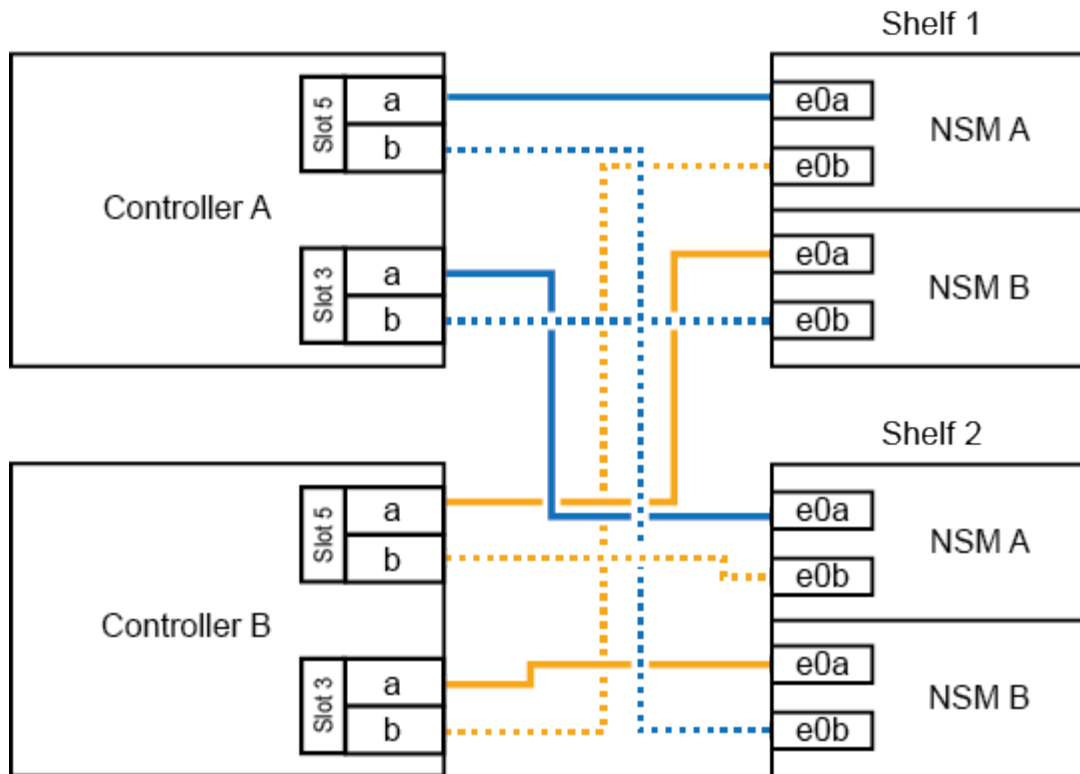 Shelf 1
Controller A
Slot 5
a
b
Slot 3
a
b
e0a
e0b
NSM A
e0a
e0b
NSM B
Shelf 2
Controller B
Slot 5
a
b
Slot 3
a
b
e0a
e0b
NSM A
e0a
e0b
NSM B